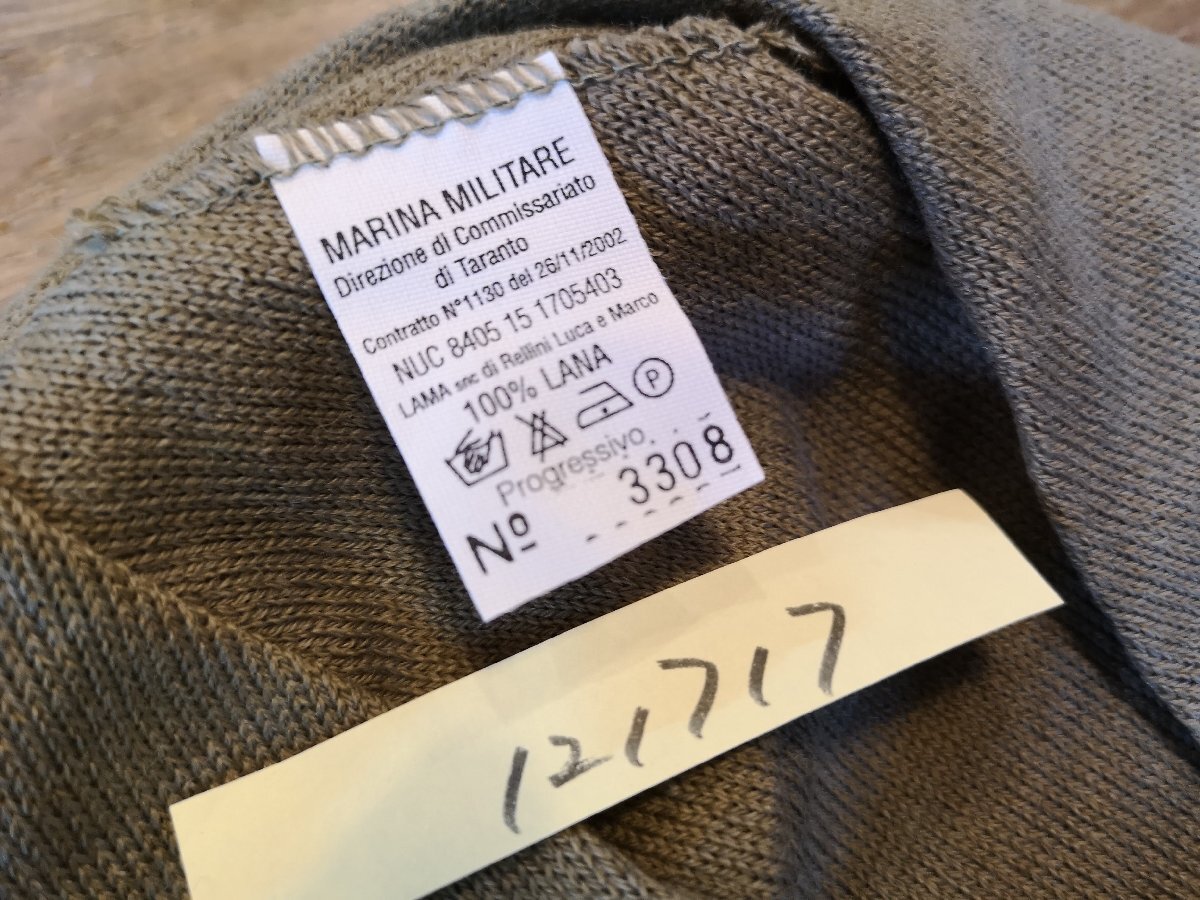 MARINA MILITARE
Direzione di Commissariato
di Taranto
Contratto N°1130 del 26/11/2002
NUC 8405 15 1705403
LAMA snc di Rellini Luca e Marco
100% LANA
P
Progressivo
Nº 3308
121717